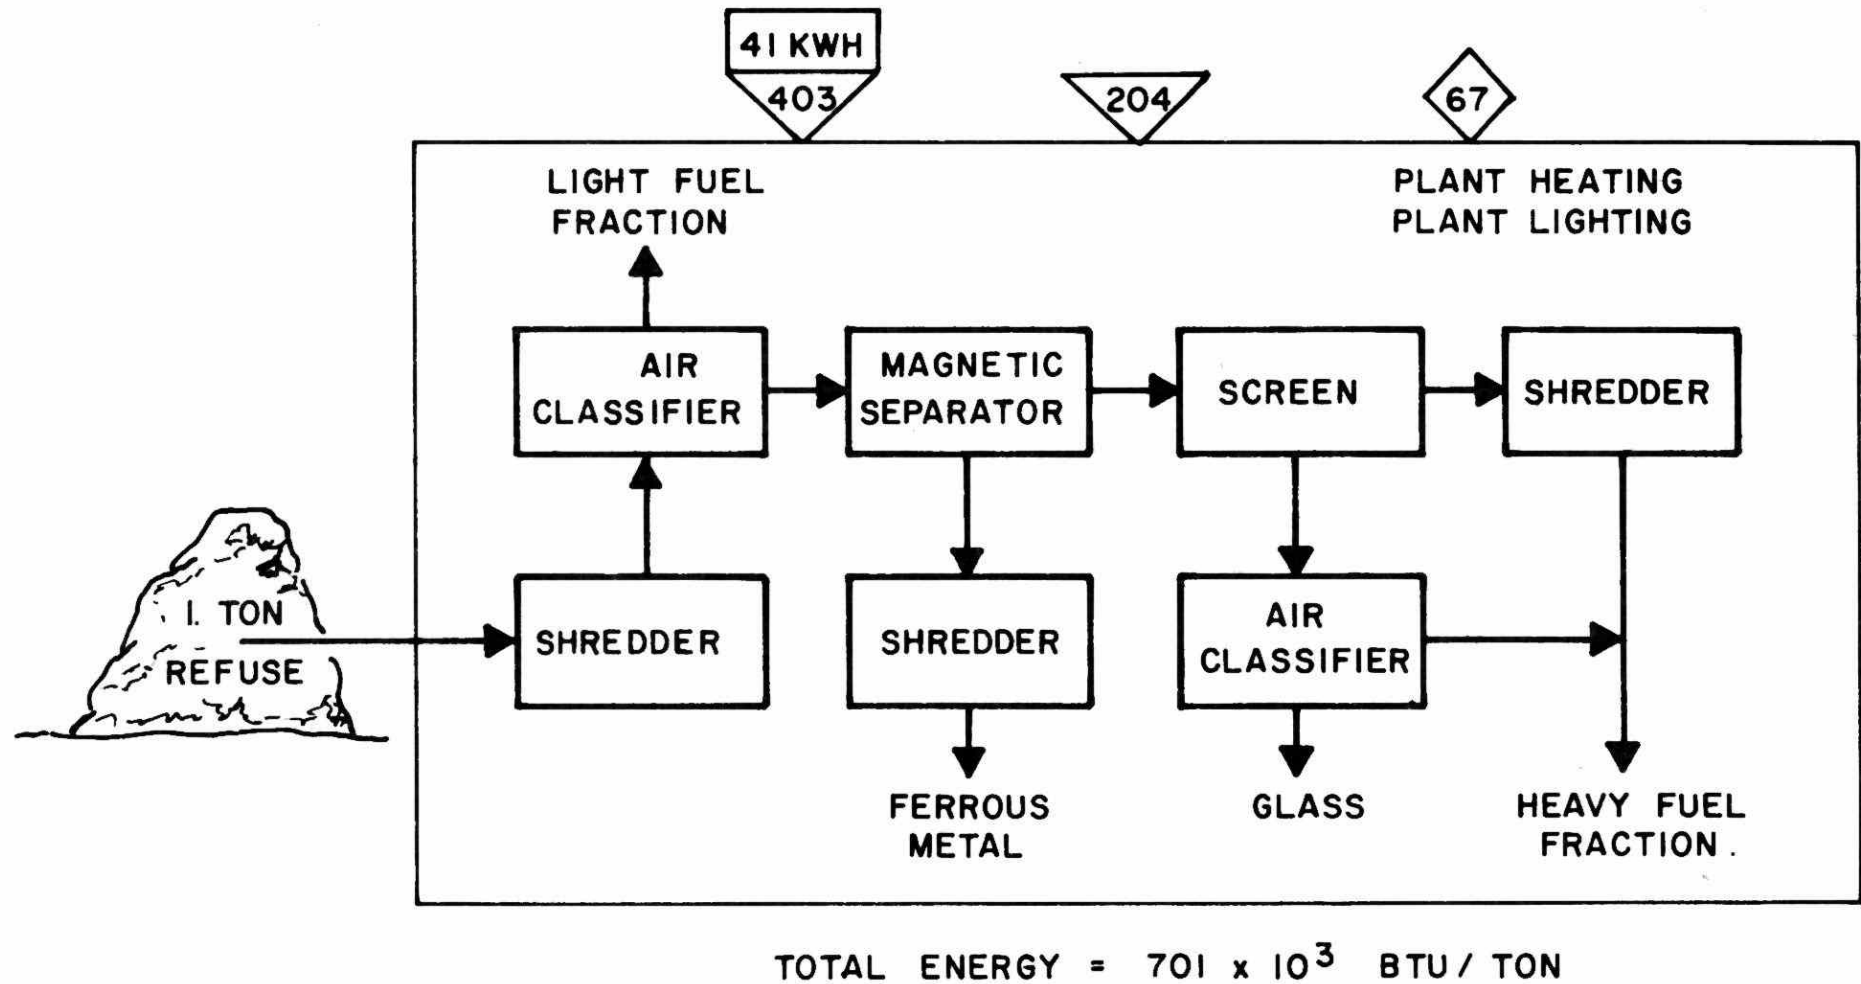 41 KWH
403
204
67
LIGHT FUEL
FRACTION
PLANT HEATING
PLANT LIGHTING
AIR
CLASSIFIER
MAGNETIC
SEPARATOR
SCREEN
SHREDDER
1. TON
REFUSE
SHREDDER
SHREDDER
AIR
CLASSIFIER
FERROUS
METAL
GLASS
HEAVY FUEL
FRACTION.
TOTAL ENERGY = 701 x 10³ BTU / TON